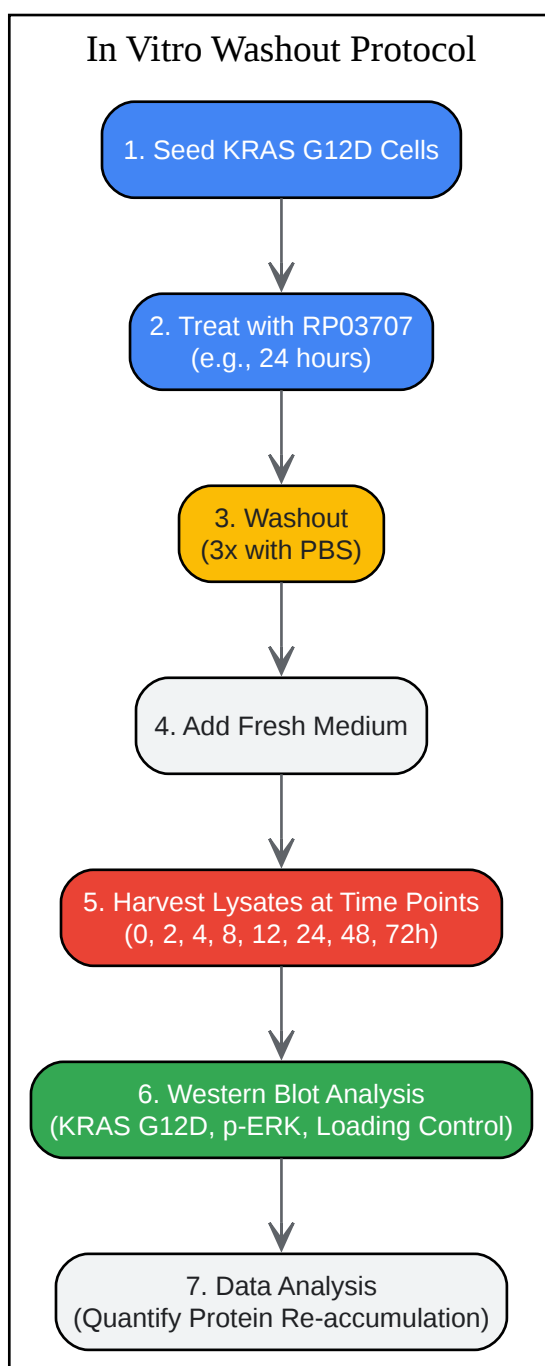 In Vitro Washout Protocol
1. Seed KRAS G12D Cells
2. Treat with RP03707
(e.g., 24 hours)
3. Washout
(3x with PBS)
4. Add Fresh Medium
5. Harvest Lysates at Time Points
(0, 2, 4, 8, 12, 24, 48, 72h)
6. Western Blot Analysis
(KRAS G12D, p-ERK, Loading Control)
7. Data Analysis
(Quantify Protein Re-accumulation)